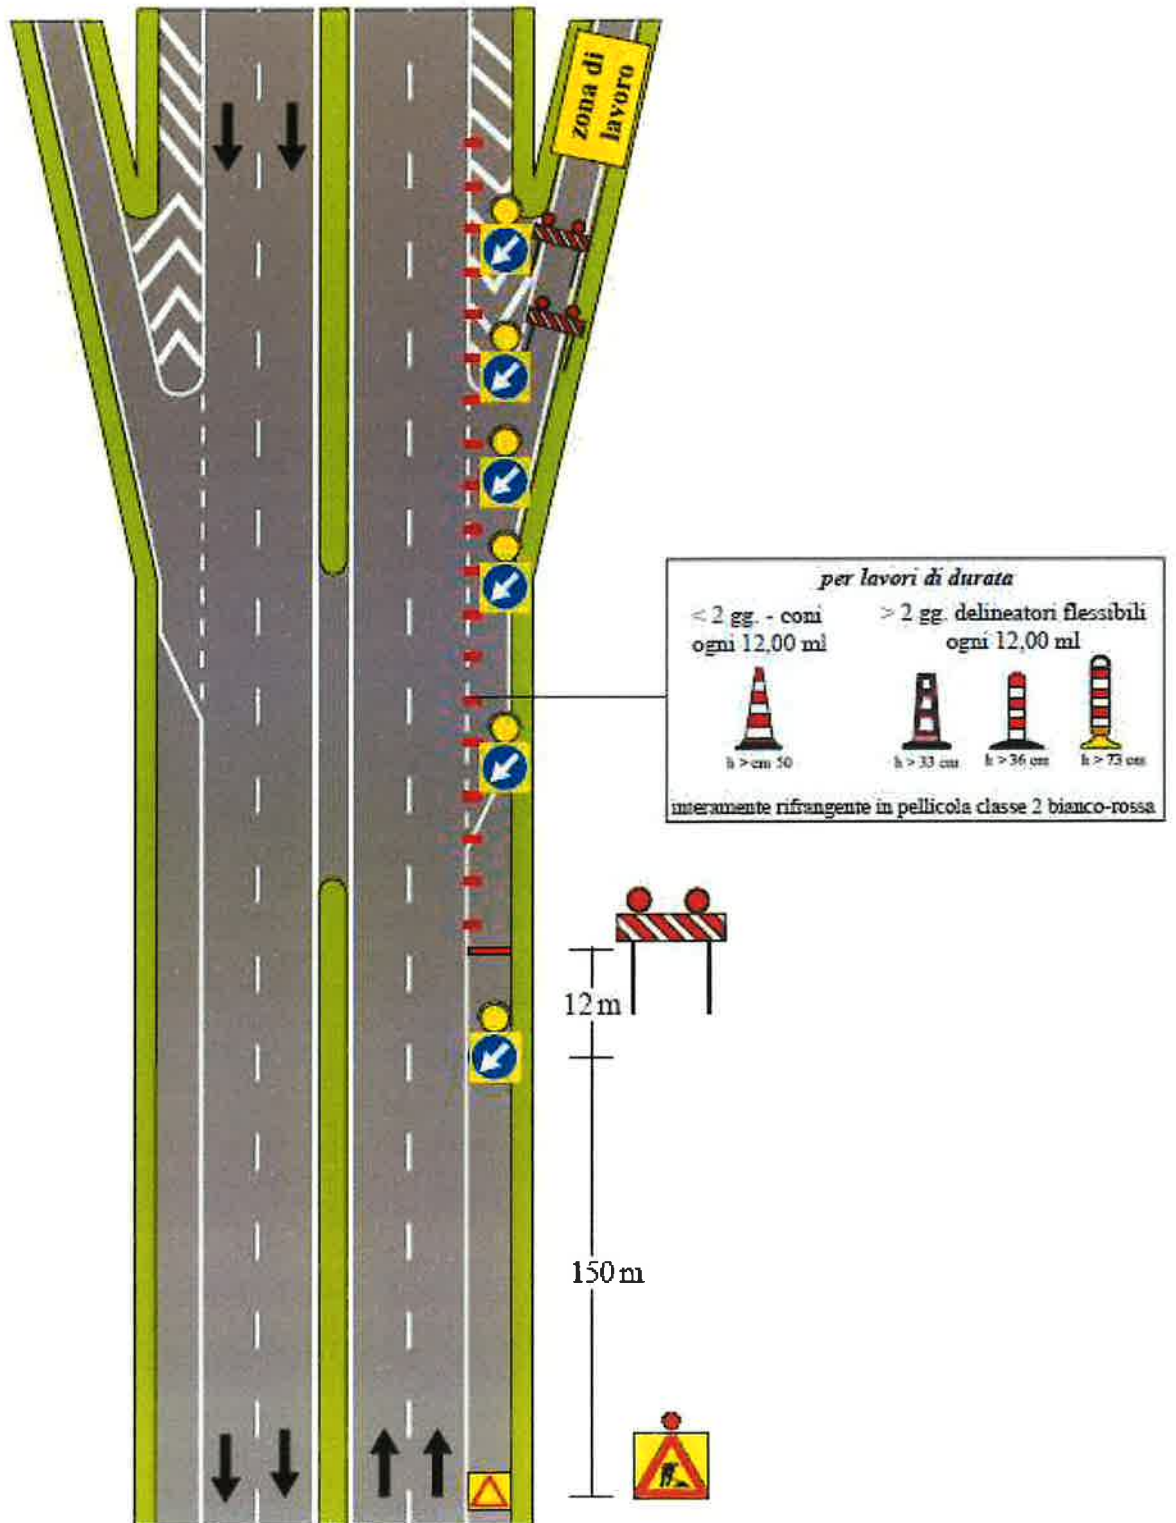 zona di
lavoro
per lavori di durata
< 2 gg. - coni
ogni 12,00 ml
> 2 gg. delineatori flessibili
ogni 12,00 ml
h > cm 50
h > 33 cm
h > 36 cm
h > 73 cm
interamente rifrangente in pellicola classe 2 bianco-rossa
12 m
150 m